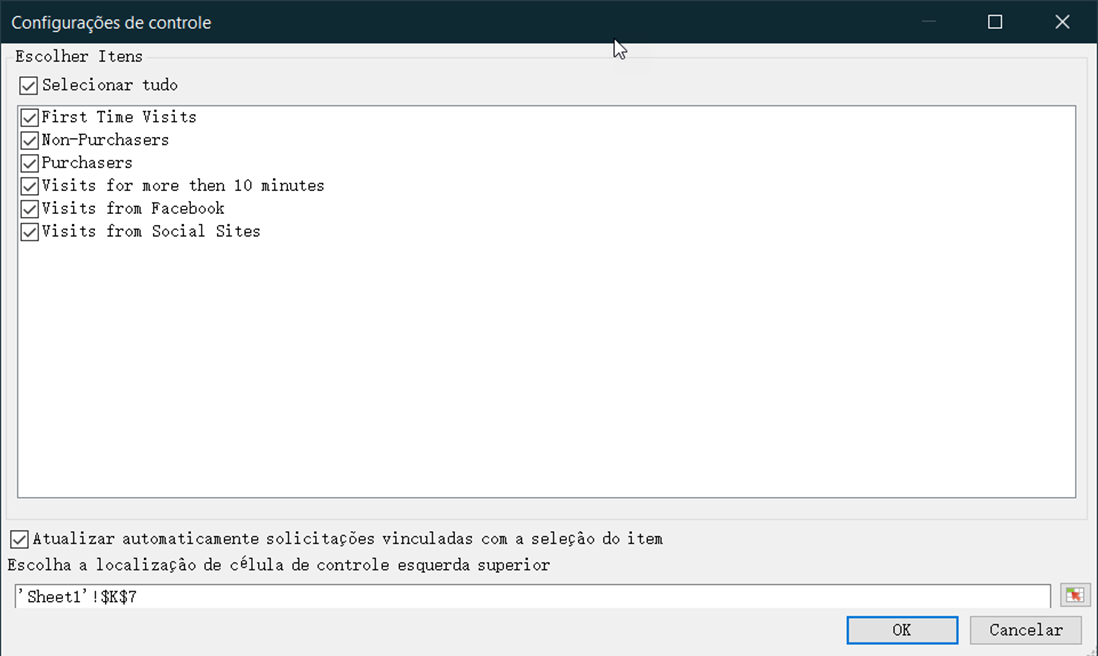 Configurações de controle
Escolher Itens
Selecionar tudo
First Time Visits
Non-Purchasers
Purchasers
Visits for more then 10 minutes
Visits from Facebook
Visits from Social Sites
Atualizar automaticamente solicitações vinculadas com a seleção do item
Escolha a localização de célula de controle esquerda superior
'Sheet1'!$K$7
OK Cancelar